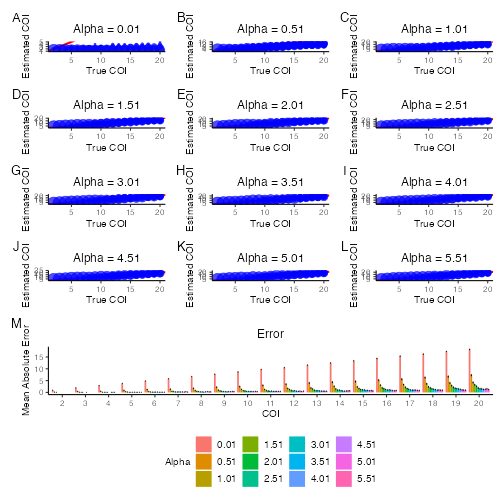 A
Alpha = 0.01
Estimated COI
5 10 15 20
True COI
B
Alpha = 0.51
Estimated COI
5 10 15 20
True COI
C
Alpha = 1.01
Estimated COI
5 10 15 20
True COI
D
Alpha = 1.51
Estimated COI
5 10 15 20
True COI
E
Alpha = 2.01
Estimated COI
5 10 15 20
True COI
F
Alpha = 2.51
Estimated COI
5 10 15 20
True COI
G
Alpha = 3.01
Estimated COI
5 10 15 20
True COI
H
Alpha = 3.51
Estimated COI
5 10 15 20
True COI
I
Alpha = 4.01
Estimated COI
5 10 15 20
True COI
J
Alpha = 4.51
Estimated COI
5 10 15 20
True COI
K
Alpha = 5.01
Estimated COI
5 10 15 20
True COI
L
Alpha = 5.51
Estimated COI
5 10 15 20
True COI
M
Error
Mean Absolute Error
15
10
5
0
2 3 4 5 6 7 8 9 10 11 12 13 14 15 16 17 18 19 20
COI
Alpha
0.01 1.51 3.01 4.51
0.51 2.01 3.51 5.01
1.01 2.51 4.01 5.51